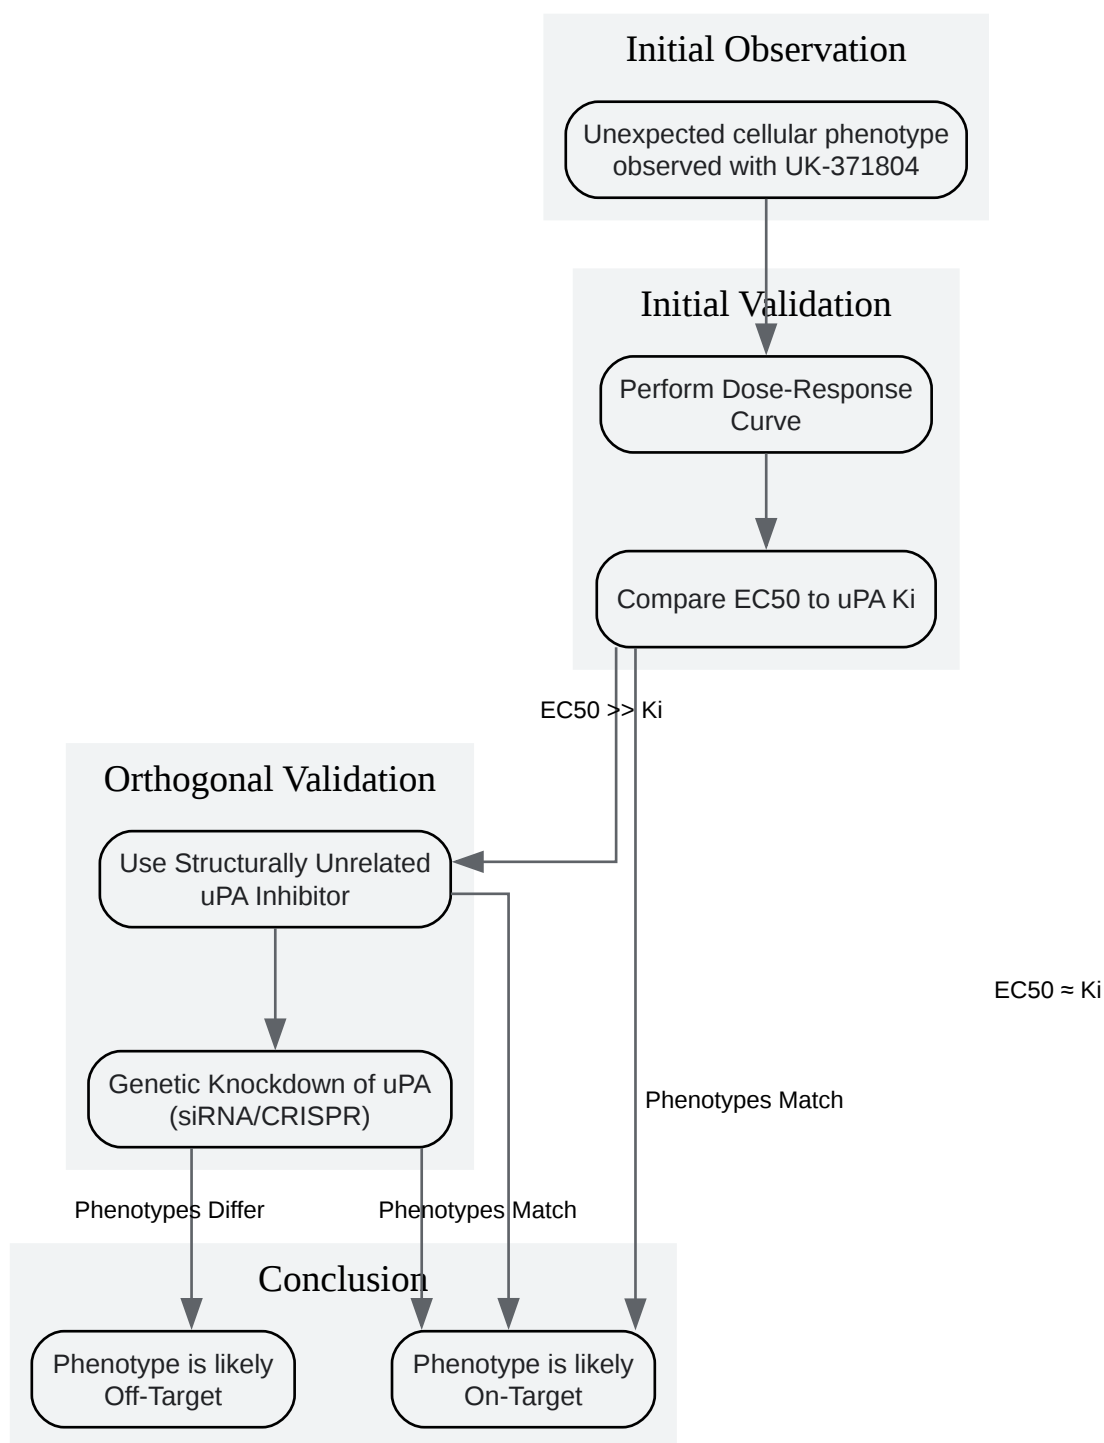 Initial Observation
Unexpected cellular phenotype
observed with UK-371804
Initial Validation
Perform Dose-Response
Curve
Compare EC50 to uPA Ki
EC50 >> Ki
Orthogonal Validation
Use Structurally Unrelated
uPA Inhibitor
EC50 ≈ Ki
Genetic Knockdown of uPA
(siRNA/CRISPR)
Phenotypes Match
Phenotypes Differ
Phenotypes Match
Conclusion
Phenotype is likely
Off-Target
Phenotype is likely
On-Target